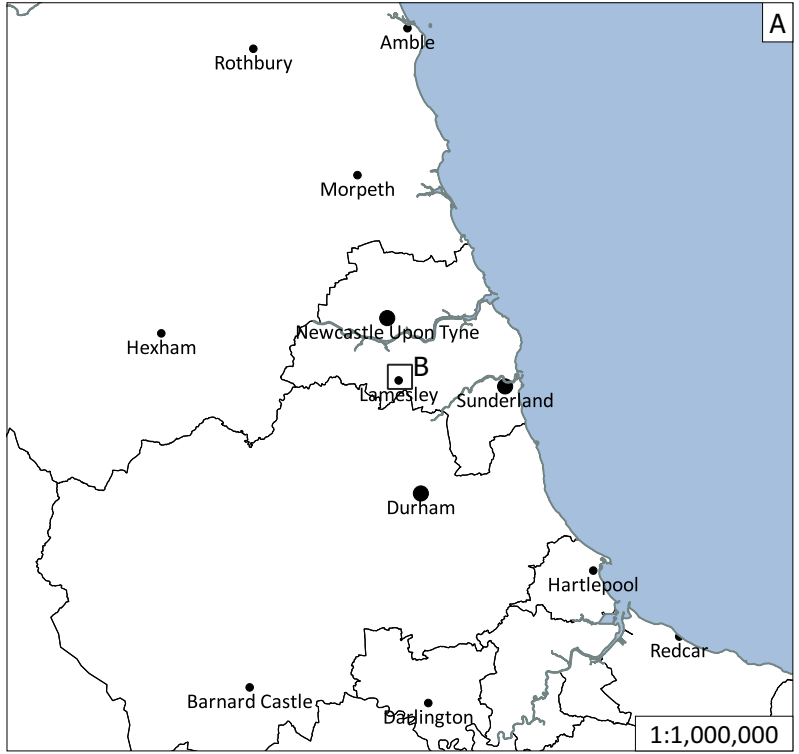 A
Amble
Rothbury
Morpeth
Newcastle Upon Tyne
Hexham
B
Lamesley
Sunderland
Durham
Hartlepool
Redcar
Barnard Castle
Darlington
1:1,000,000